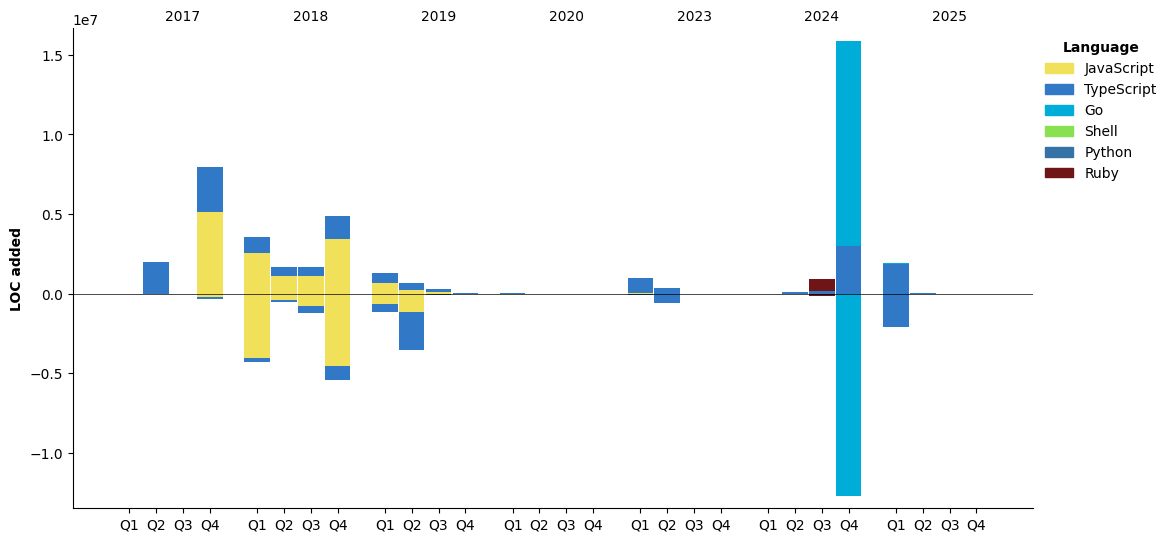 1e7
2017 2018 2019 2020 2023 2024 2025
Language
JavaScript
TypeScript
Go
Shell
Python
Ruby
LOC added
1.5
1.0
0.5
0.0
−0.5
−1.0
Q1 Q2 Q3 Q4 Q1 Q2 Q3 Q4 Q1 Q2 Q3 Q4 Q1 Q2 Q3 Q4 Q1 Q2 Q3 Q4 Q1 Q2 Q3 Q4 Q1 Q2 Q3 Q4